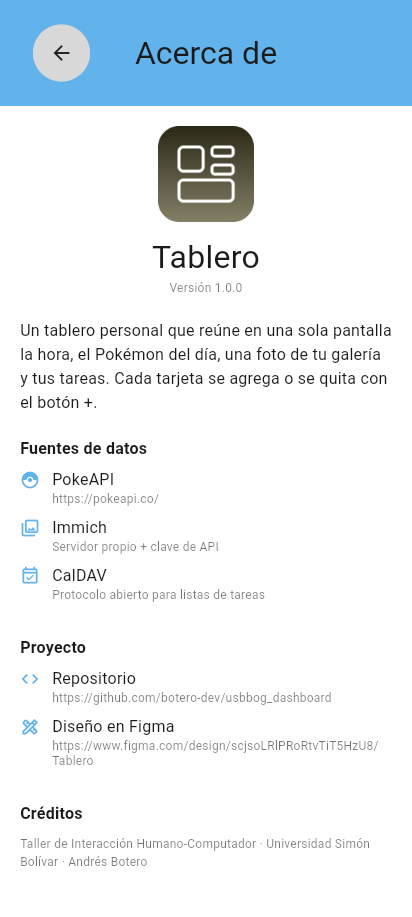 Acerca de
Tablero
Versión 1.0.0
Un tablero personal que reúne en una sola pantalla
la hora, el Pokémon del día, una foto de tu galería
y tus tareas. Cada tarjeta se agrega o se quita con
el botón +.
Fuentes de datos
PokeAPI
https://pokeapi.co/
Immich
Servidor propio + clave de API
CalDAV
Protocolo abierto para listas de tareas
Proyecto
Repositorio
https://github.com/botero-dev/usbbog_dashboard
Diseño en Figma
https://www.figma.com/design/scjsoLRlPRoRtvTiT5HzU8/
Tablero
Créditos
Taller de Interacción Humano-Computador · Universidad Simón
Bolívar · Andrés Botero